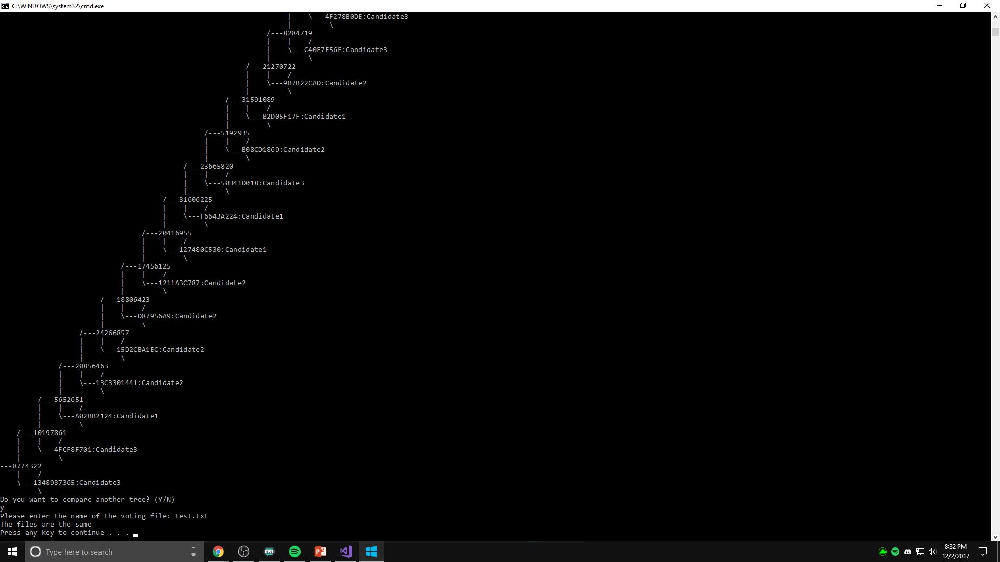 C:\WINDOWS\system32\cmd.exe
|    \---4F278B0DE:Candidate3
|         \
/---8284719
|    |    /
|    \---C40F7F56F:Candidate3
|         \
/---21270722
|    |    /
|    \---9B7B22CAD:Candidate2
|         \
/---31591089
|    |    /
|    \---B2D05F17F:Candidate1
|         \
/---5192935
|    |    /
|    \---B08CD1869:Candidate2
|         \
/---23665820
|    |    /
|    \---50D41D018:Candidate3
|         \
/---31606225
|    |    /
|    \---F6643A224:Candidate1
|         \
/---20416955
|    |    /
|    \---127480C530:Candidate1
|         \
/---17456125
|    |    /
|    \---1211A3C787:Candidate2
|         \
/---18806423
|    |    /
|    \---D87956A9:Candidate2
|         \
/---24266857
|    |    /
|    \---15D2CBA1EC:Candidate2
|         \
/---20856463
|    |    /
|    \---13C3301441:Candidate2
|         \
/---5652651
|    |    /
|    \---A02BB2124:Candidate1
|         \
/---10197861
|    |    /
|    \---4FCF8F701:Candidate3
|         \
---8774322
|    /
\---1348937365:Candidate3
\
Do you want to compare another tree? (Y/N)
y
Please enter the name of the voting file: test.txt
The files are the same
Press any key to continue . . .
Type here to search
8:32 PM
12/2/2017